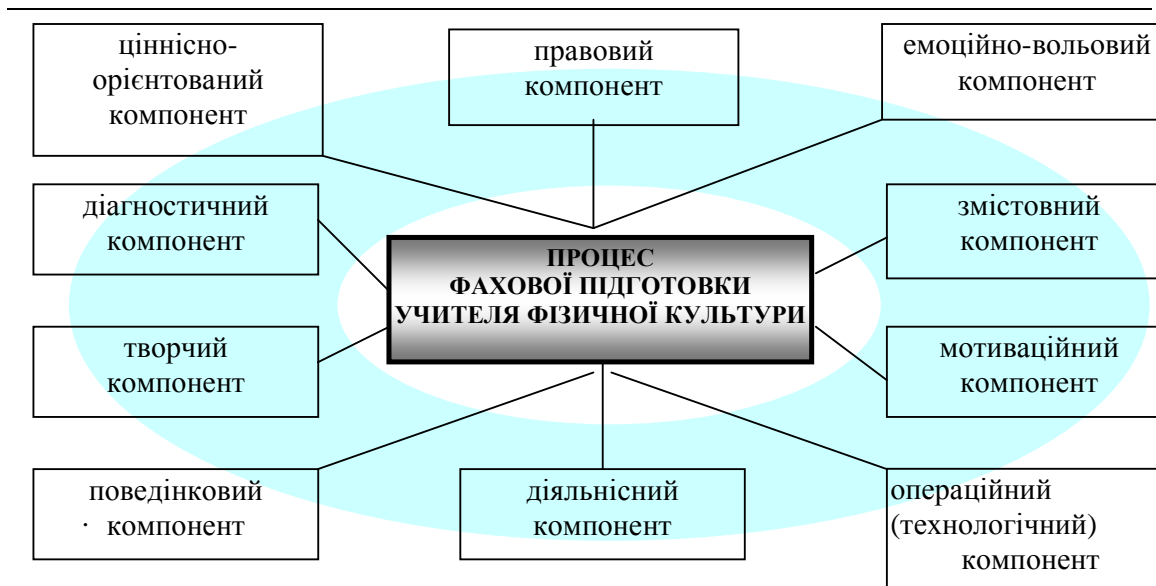 ціннісно-
орієнтований
компонент
правовий
компонент
емоційно-вольовий
компонент
діагностичний
компонент
змістовний
компонент
ПРОЦЕС
ФАХОВОЇ ПІДГОТОВКИ
УЧИТЕЛЯ ФІЗИЧНОЇ КУЛЬТУРИ
творчий
компонент
мотиваційний
компонент
поведінковий
· компонент
діяльнісний
компонент
операційний
(технологічний)
компонент